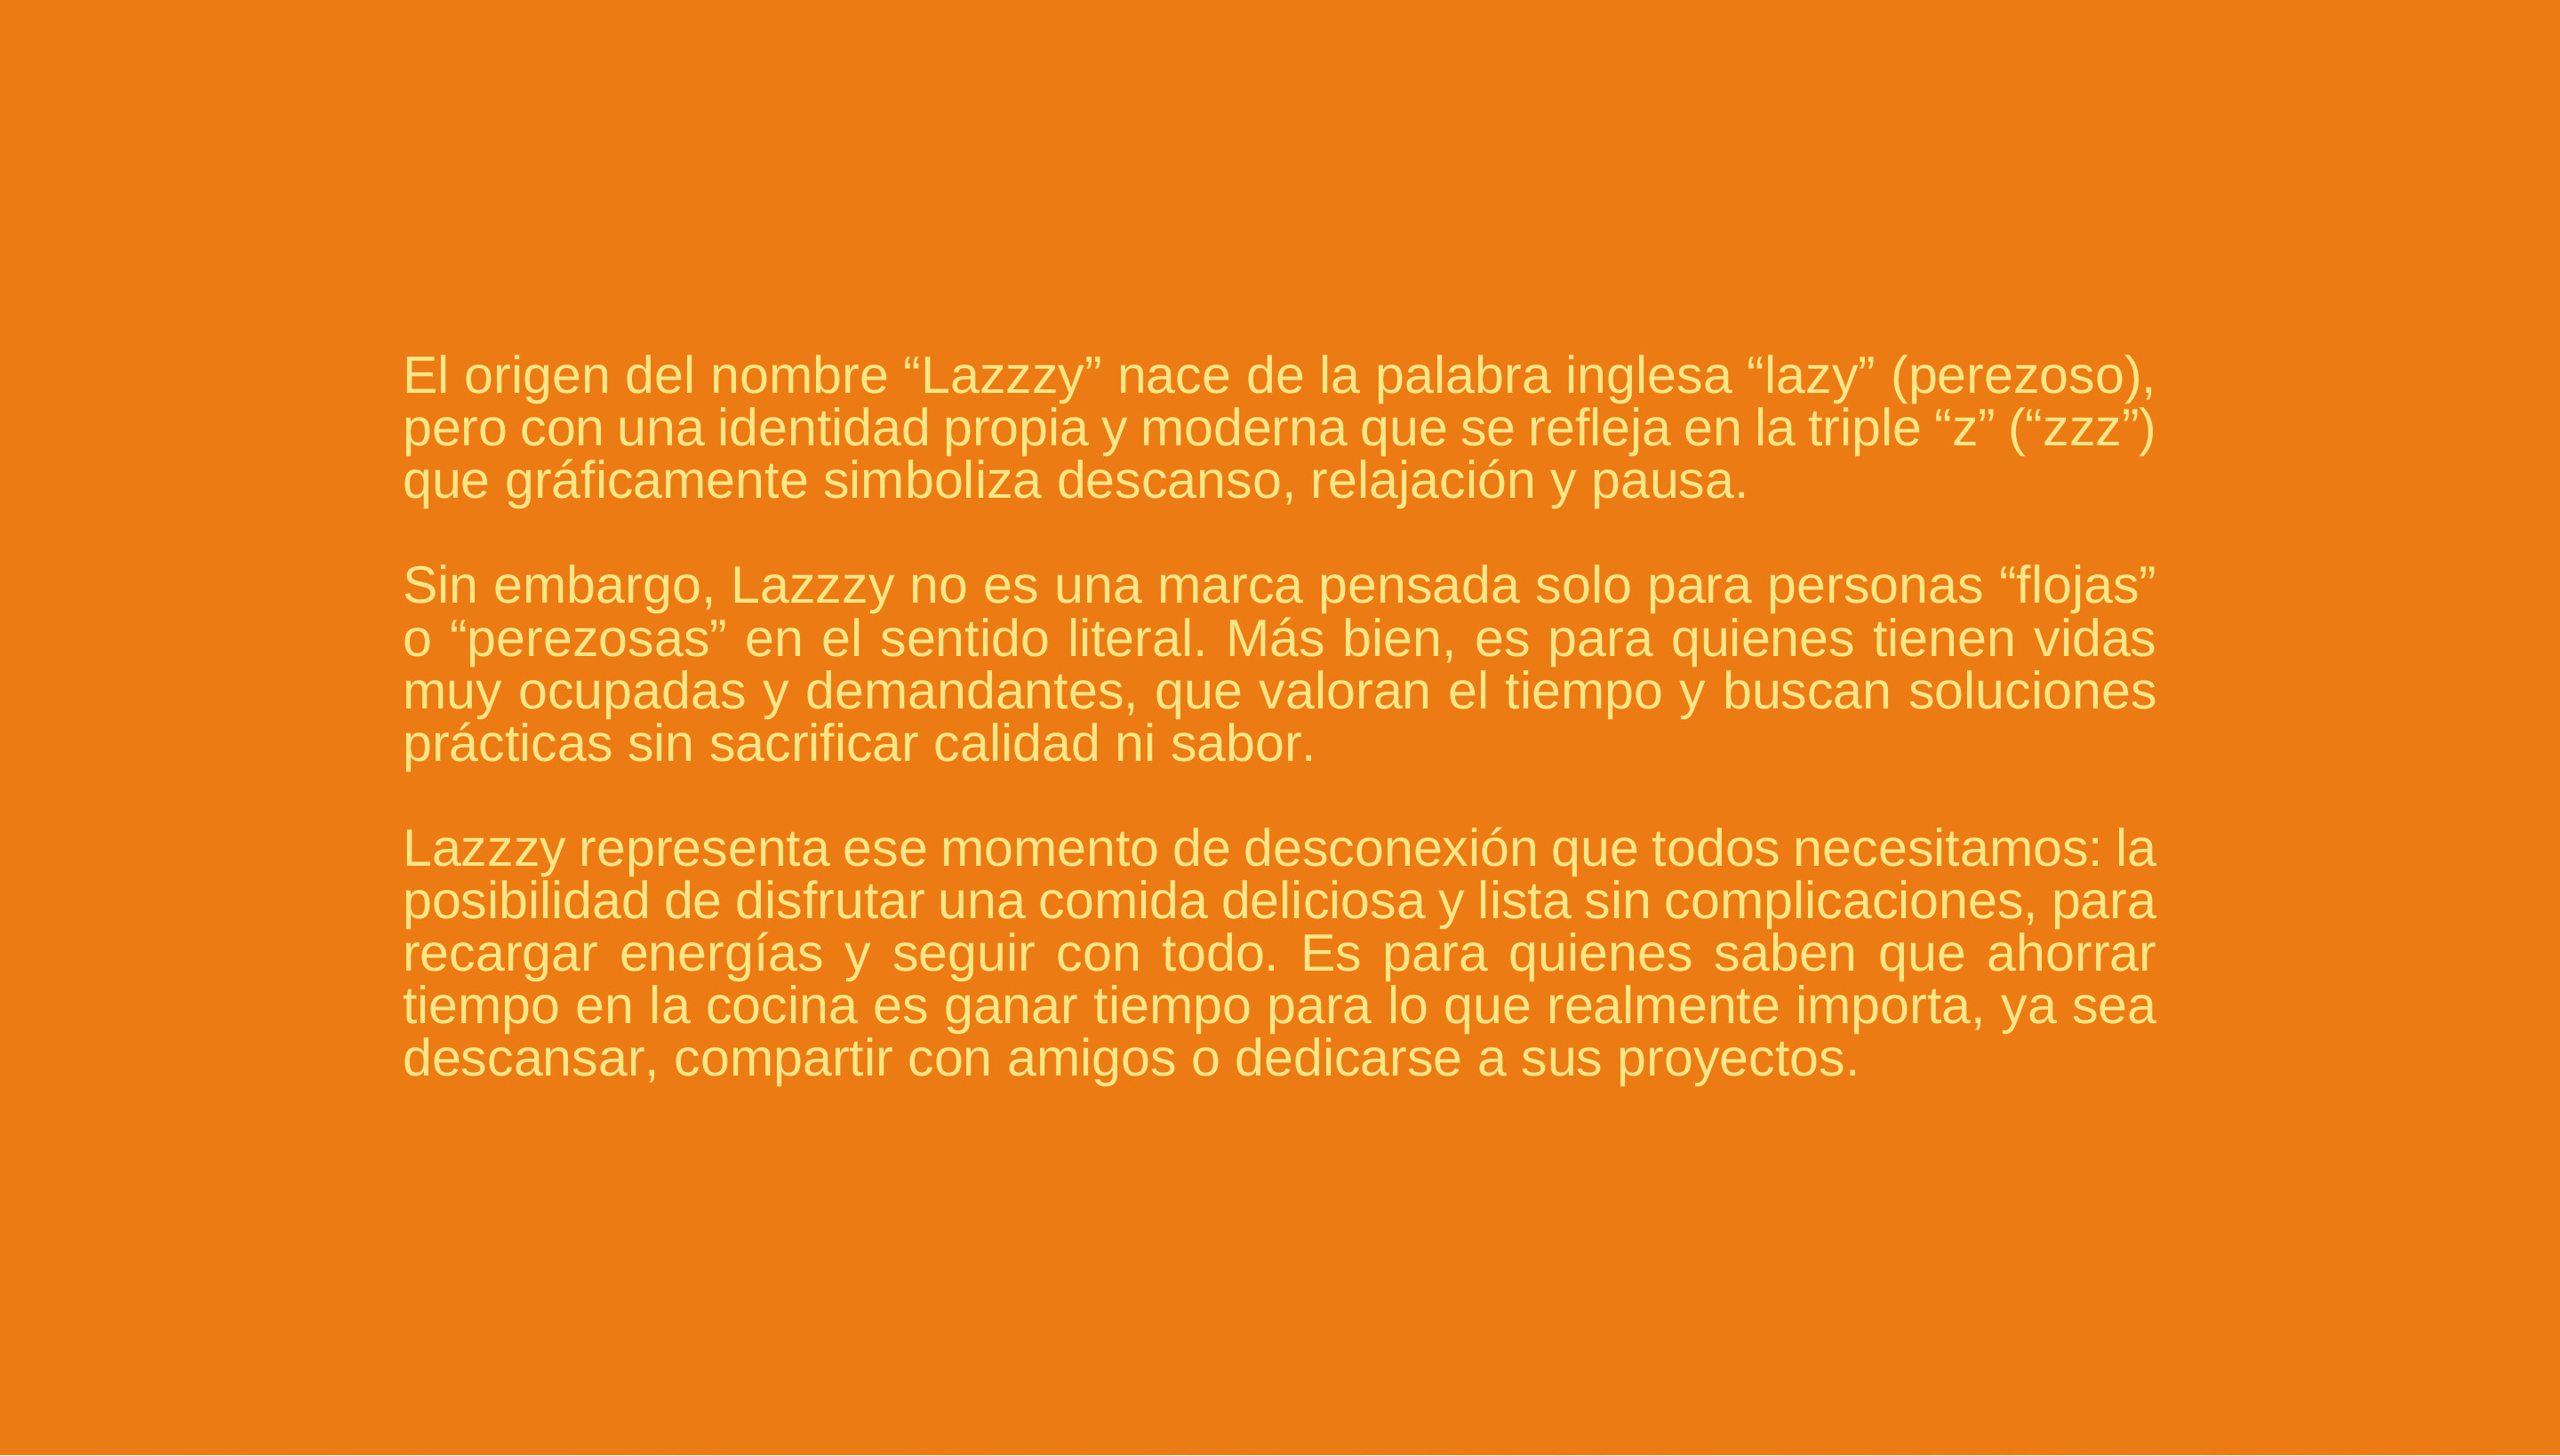 El origen del nombre “Lazzzy” nace de la palabra inglesa “lazy” (perezoso),
pero con una identidad propia y moderna que se refleja en la triple “z” (“zzz”)
que gráficamente simboliza descanso, relajación y pausa.
Sin embargo, Lazzzy no es una marca pensada solo para personas “flojas”
o “perezosas” en el sentido literal. Más bien, es para quienes tienen vidas
muy ocupadas y demandantes, que valoran el tiempo y buscan soluciones
prácticas sin sacrificar calidad ni sabor.
Lazzzy representa ese momento de desconexión que todos necesitamos: la
posibilidad de disfrutar una comida deliciosa y lista sin complicaciones, para
recargar energías y seguir con todo. Es para quienes saben que ahorrar
tiempo en la cocina es ganar tiempo para lo que realmente importa, ya sea
descansar, compartir con amigos o dedicarse a sus proyectos.